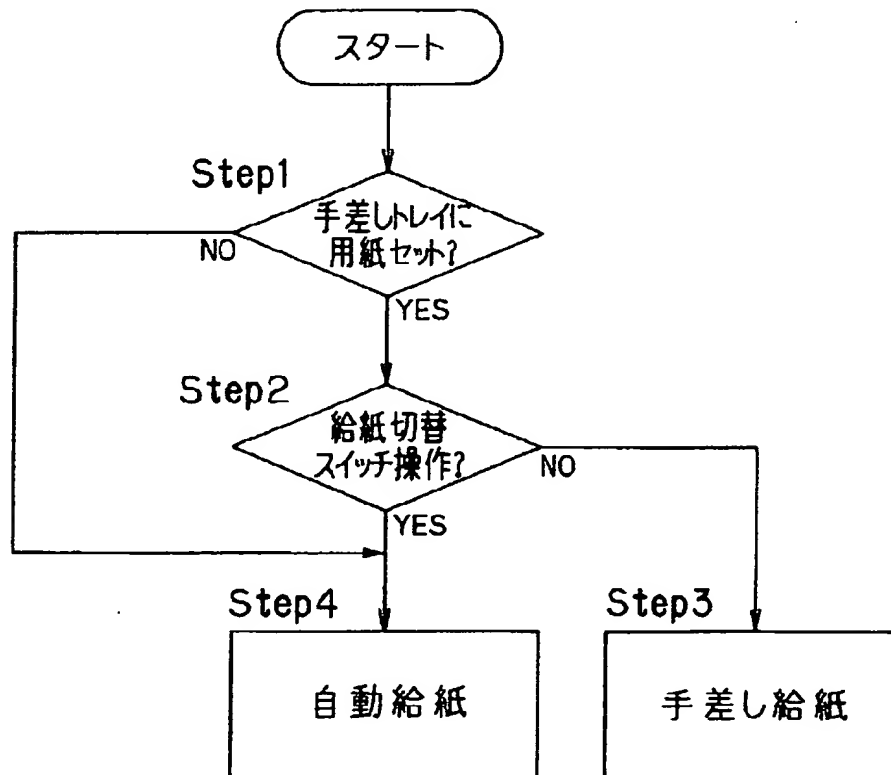 スタート
Step1
手差しトレイに
用紙セット?
NO
YES
Step2
給紙切替
スイッチ操作?
NO
YES
Step4
Step3
自動給紙
手差し給紙